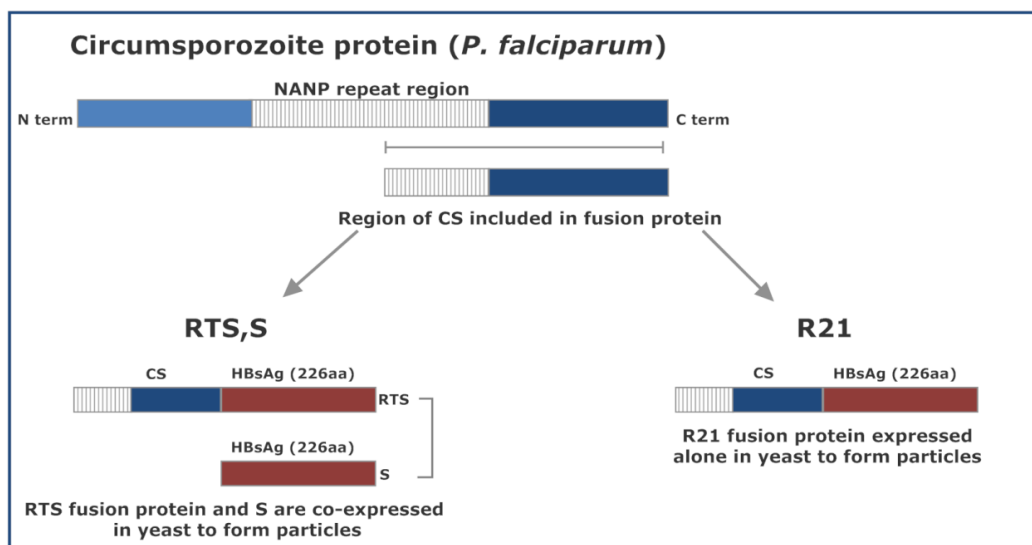 Circumsporozoite protein (P. falciparum)
NANP repeat region
N term
C term
Region of CS included in fusion protein
RTS,S
CS
HBsAg (226aa)
RTS
HBsAg (226aa)
S
RTS fusion protein and S are co-expressed
in yeast to form particles
R21
CS
HBsAg (226aa)
R21 fusion protein expressed
alone in yeast to form particles